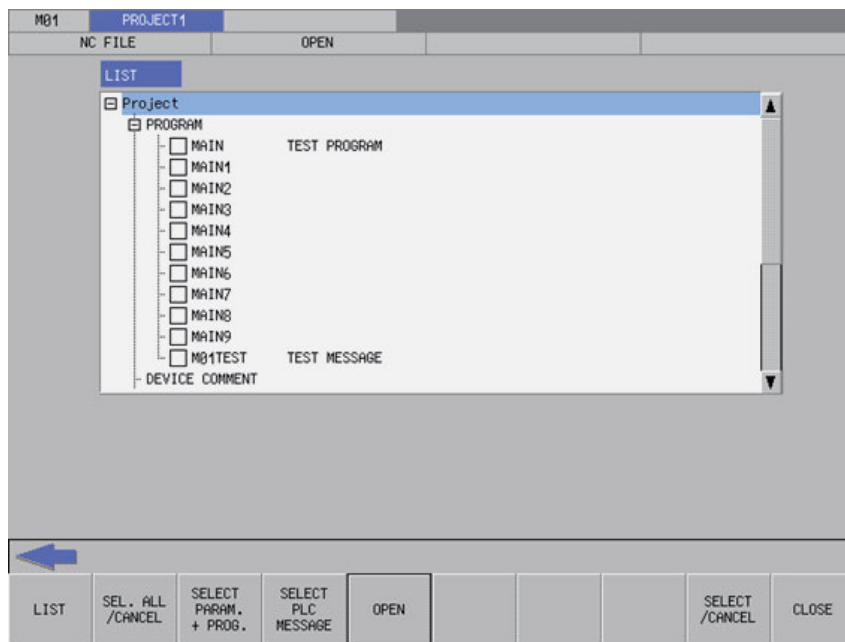 M01 PROJECT1
NC FILE OPEN
LIST
Project
PROGRAM
MAIN TEST PROGRAM
MAIN1
MAIN2
MAIN3
MAIN4
MAIN5
MAIN6
MAIN7
MAIN8
MAIN9
M01TEST TEST MESSAGE
DEVICE COMMENT
LIST
SEL. ALL
/CANCEL
SELECT
PARAM.
+ PROG.
SELECT
PLC
MESSAGE
OPEN
SELECT
/CANCEL
CLOSE